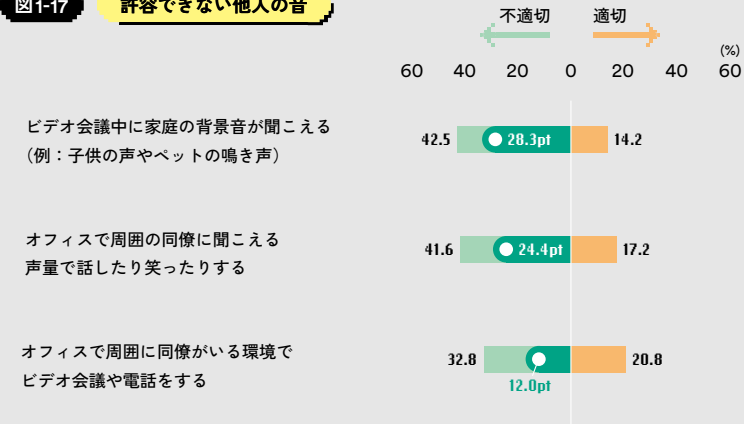 図1-17 許容できない他人の音
不適切 適切
(%)
60 40 20 0 20 40 60
ビデオ会議中に家庭の背景音が聞こえる
(例：子供の声やペットの鳴き声)
42.5 28.3pt 14.2
オフィスで周囲の同僚に聞こえる
声量で話したり笑ったりする
41.6 24.4pt 17.2
オフィスで周囲に同僚がいる環境で
ビデオ会議や電話をする
32.8 20.8
12.0pt